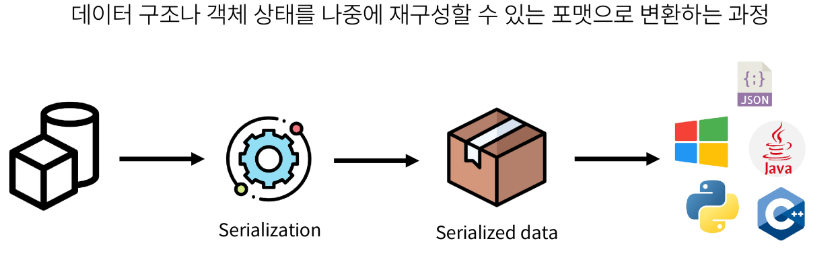 데이터 구조나 객체 상태를 나중에 재구성할 수 있는 포맷으로 변환하는 과정
{;}
JSON
Java
C++
Serialization
Serialized data